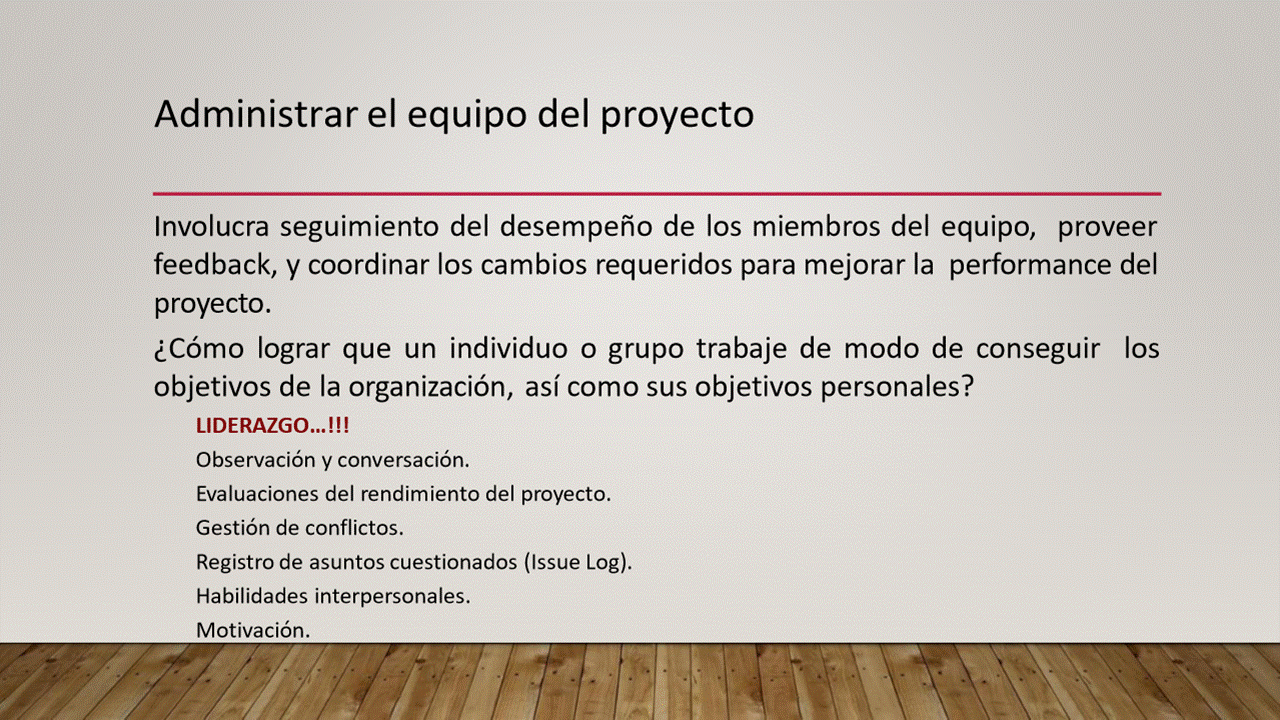 Administrar el equipo del proyecto
Involucra seguimiento del desempeño de los miembros del equipo, proveer
feedback, y coordinar los cambios requeridos para mejorar la performance del
proyecto.
¿Cómo lograr que un individuo o grupo trabaje de modo de conseguir los
objetivos de la organización, así como sus objetivos personales?
LIDERAZGO...!!!
Observación y conversación.
Evaluaciones del rendimiento del proyecto.
Gestión de conflictos.
Registro de asuntos cuestionados (Issue Log).
Habilidades interpersonales.
Motivación.